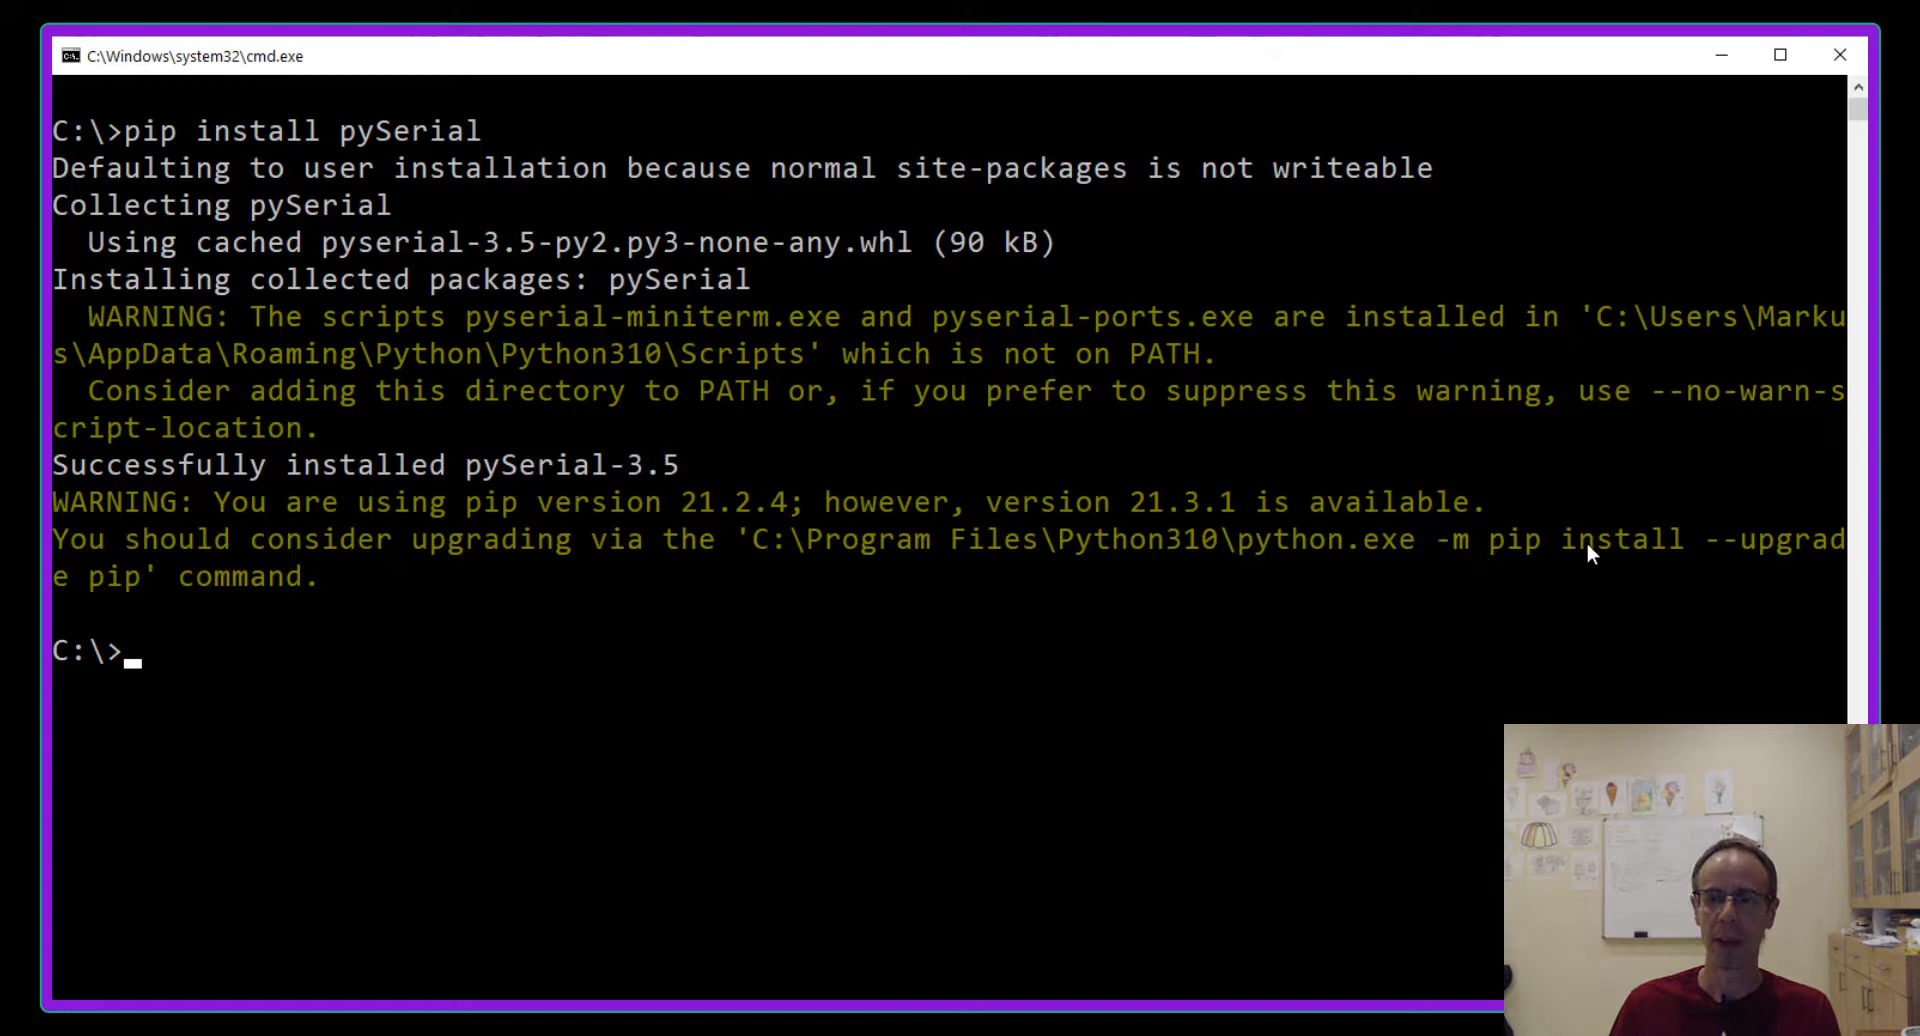 C:\Windows\system32\cmd.exe
C:\>pip install pySerial
Defaulting to user installation because normal site-packages is not writeable
Collecting pySerial
  Using cached pyserial-3.5-py2.py3-none-any.whl (90 kB)
Installing collected packages: pySerial
  WARNING: The scripts pyserial-miniterm.exe and pyserial-ports.exe are installed in 'C:\Users\Marku
s\AppData\Roaming\Python\Python310\Scripts' which is not on PATH.
  Consider adding this directory to PATH or, if you prefer to suppress this warning, use --no-warn-s
cript-location.
Successfully installed pySerial-3.5
WARNING: You are using pip version 21.2.4; however, version 21.3.1 is available.
You should consider upgrading via the 'C:\Program Files\Python310\python.exe -m pip install --upgrad
e pip' command.
C:\>